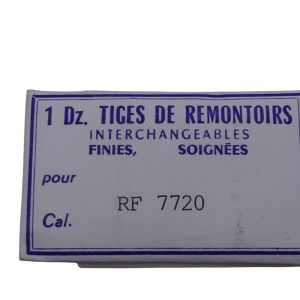 1 Dz. TIGES DE REMONTOIRS
INTERCHANGEABLES
FINIES, SOIGNÉES
pour
Cal. RF 7720